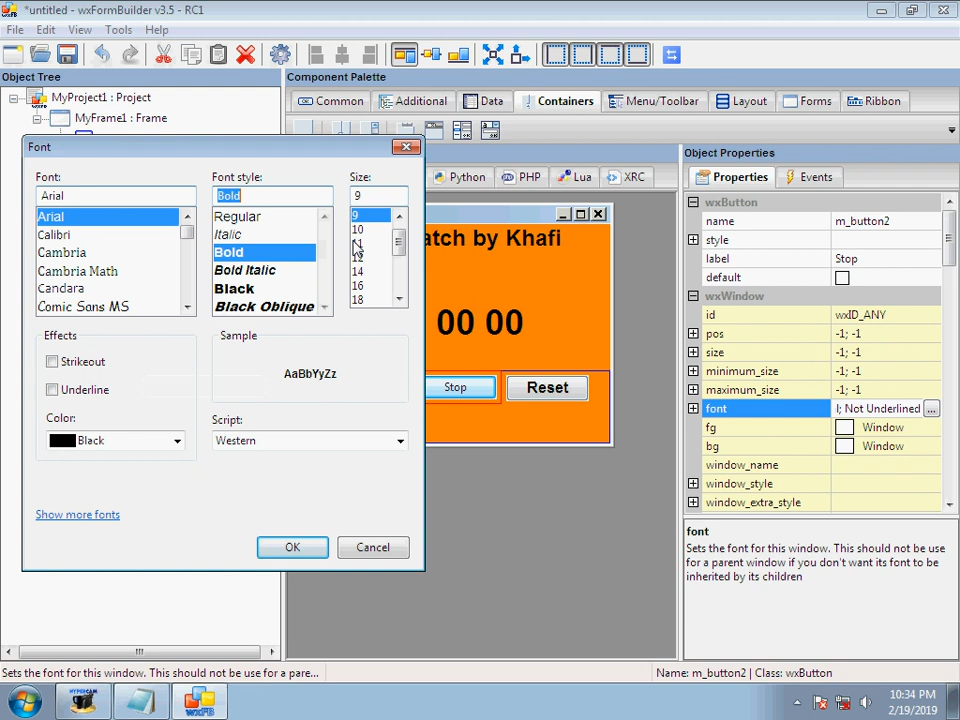 *untitled - wxFormBuilder v3.5 - RC1
File Edit View Tools Help
Object Tree
MyProject1 : Project
MyFrame1 : Frame
Component Palette
Common Additional Data Containers Menu/Toolbar Layout Forms Ribbon
Python PHP Lua XRC
atch by Khafi
00 00
Stop Reset
Font
Font: Font style: Size:
Arial Bold 9
Arial Regular 9
Calibri Italic 10
Cambria Bold 12
Cambria Math Bold Italic 14
Candara Black 16
Comic Sans MS Black Oblique 18
Effects Sample
Strikeout
AaBbYyZz
Underline
Color: Script:
Black Western
Show more fonts
OK Cancel
Object Properties
Properties Events
wxButton
name m_button2
style
label Stop
default
wxWindow
id wxID_ANY
pos -1; -1
size -1; -1
minimum_size -1; -1
maximum_size -1; -1
font l; Not Underlined ...
fg Window
bg Window
window_name
window_style
window_extra_style
font
Sets the font for this window. This should not be use
for a parent window if you don't want its font to be
inherited by its children
Sets the font for this window. This should not be use for a pare... Name: m_button2 | Class: wxButton
HYPERCAM wxFB
10:34 PM
2/19/2019